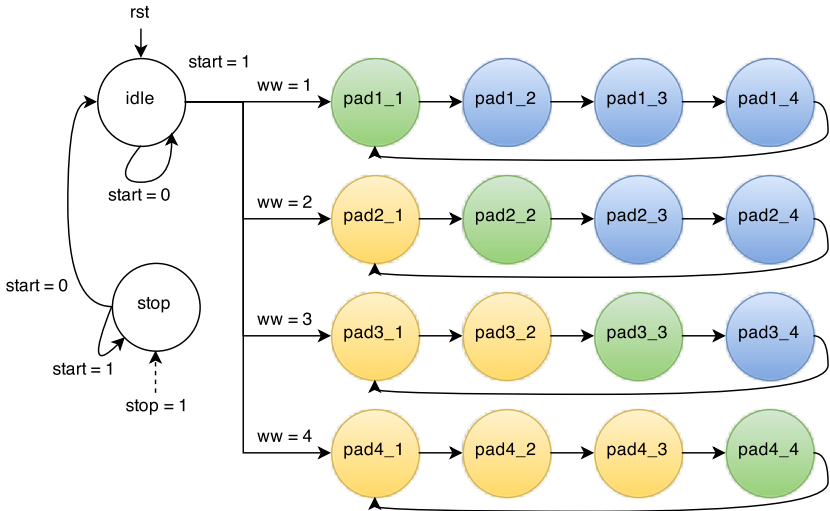 rst
start = 1
idle
ww = 1
pad1_1
pad1_2
pad1_3
pad1_4
start = 0
ww = 2
pad2_1
pad2_2
pad2_3
pad2_4
start = 0
stop
ww = 3
pad3_1
pad3_2
pad3_3
pad3_4
start = 1
stop = 1
ww = 4
pad4_1
pad4_2
pad4_3
pad4_4